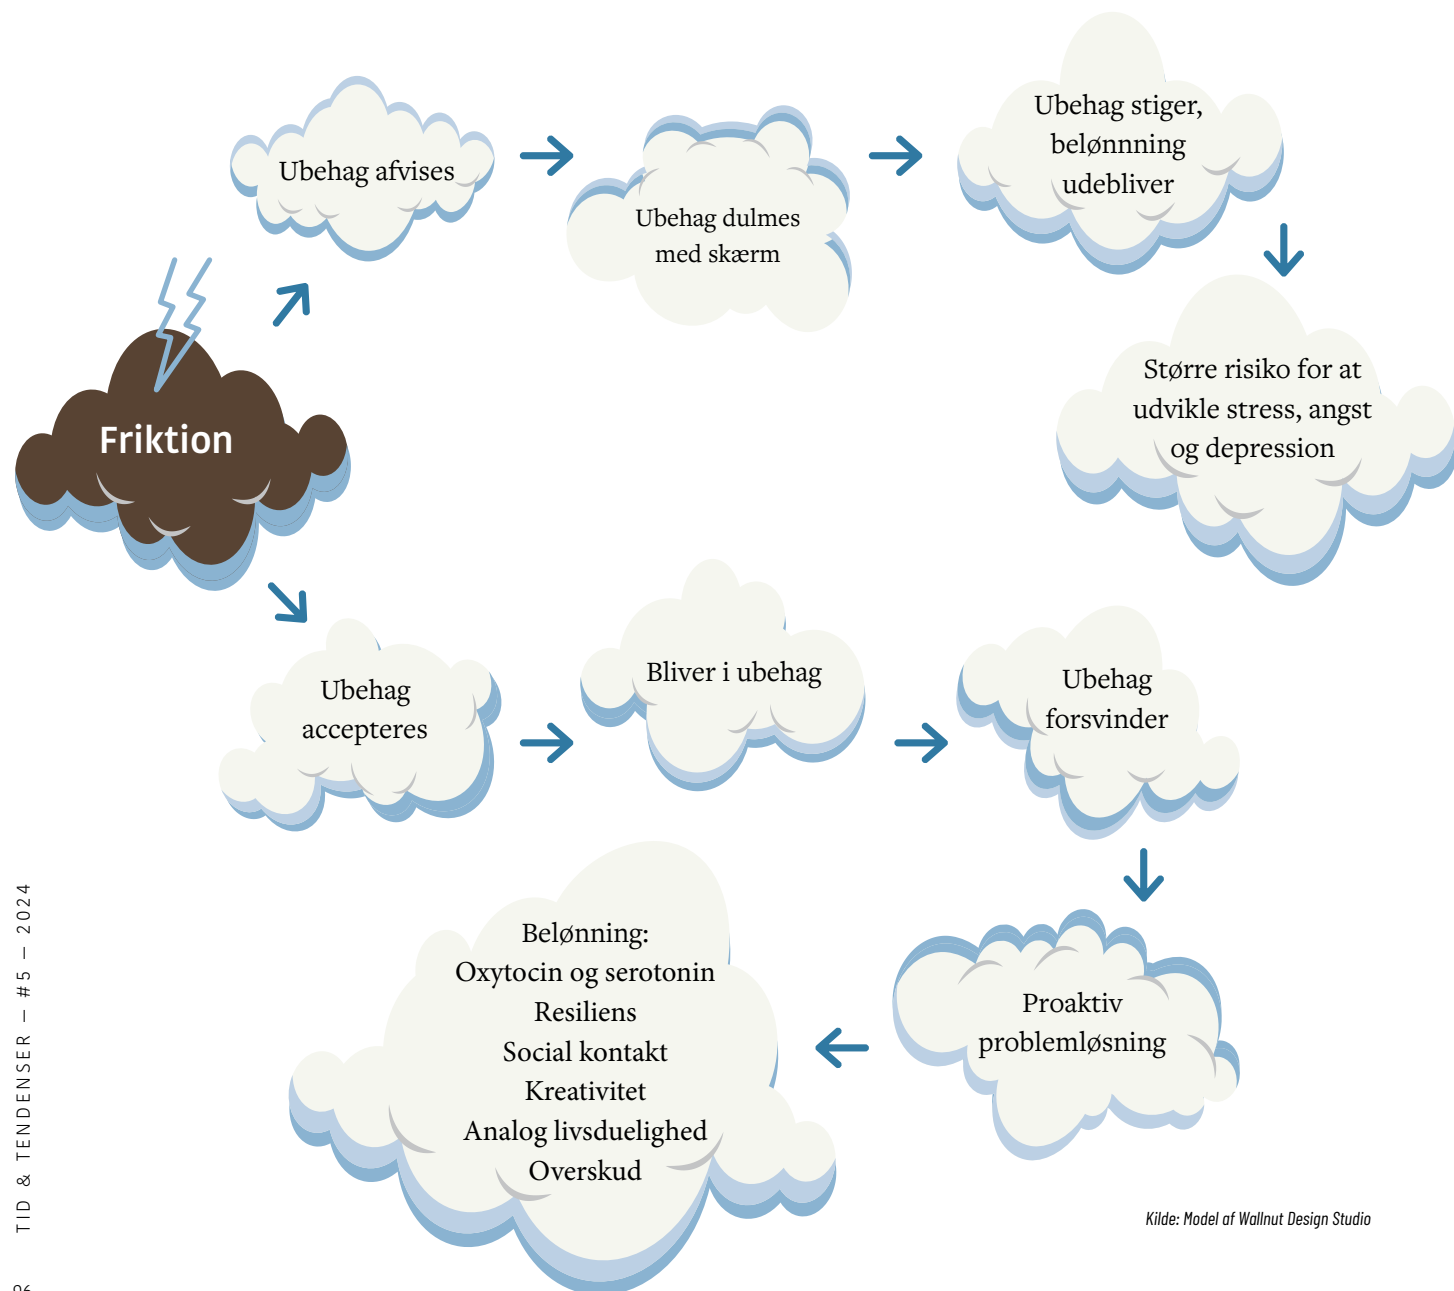 Ubehag afvises
Ubehag dulmes
med skærm
Ubehag stiger,
belønnning
udebliver
Større risiko for at
udvikle stress, angst
og depression
Friktion
Ubehag
accepteres
Bliver i ubehag
Ubehag
forsvinder
Proaktiv
problemløsning
Belønning:
Oxytocin og serotonin
Resiliens
Social kontakt
Kreativitet
Analog livsduelighed
Overskud
Kilde: Model af Wallnut Design Studio
TID & TENDENSER — #5 — 2024